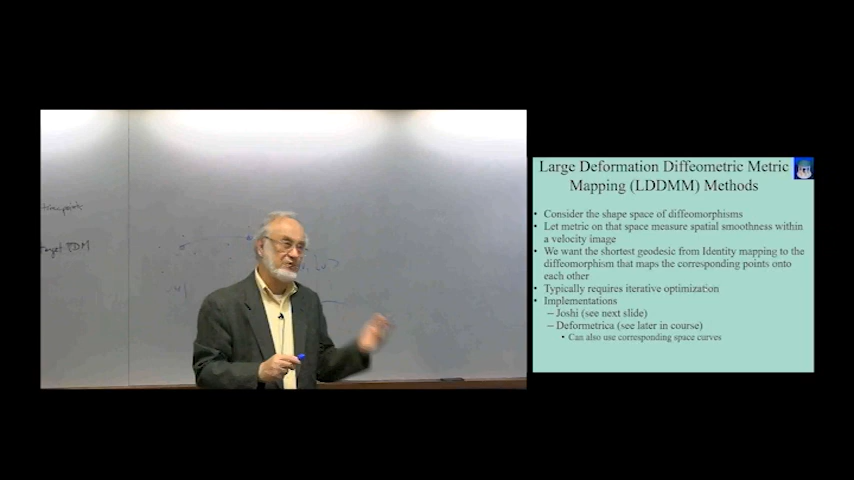 target PDM
Large Deformation Diffeometric Metric
Mapping (LDDMM) Methods
• Consider the shape space of diffeomorphisms
• Let metric on that space measure spatial smoothness within
a velocity image
• We want the shortest geodesic from Identity mapping to the
diffeomorphism that maps the corresponding points onto
each other
• Typically requires iterative optimization
• Implementations
– Joshi (see next slide)
– Deformetrica (see later in course)
• Can also use corresponding space curves